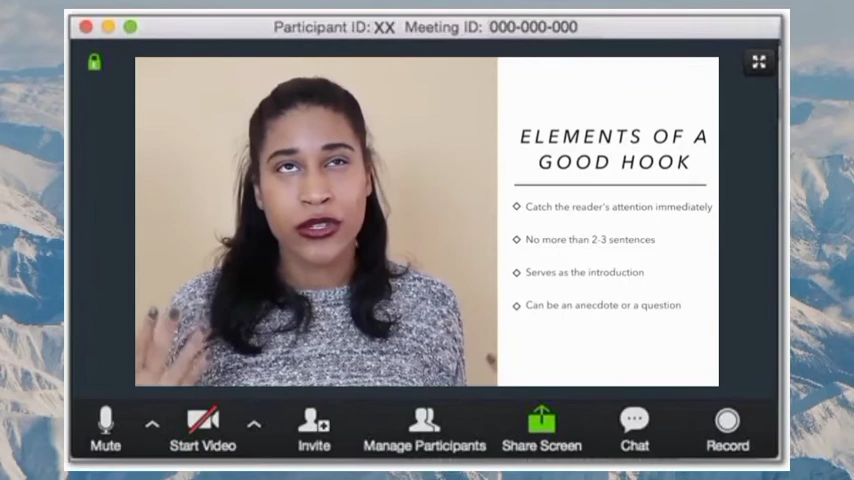 Participant ID: XX Meeting ID: 000-000-000
ELEMENTS OF A
GOOD HOOK
Catch the reader's attention immediately
No more than 2-3 sentences
Serves as the introduction
Can be an anecdote or a question
Mute
Start Video
Invite
Manage Participants
Share Screen
Chat
Record